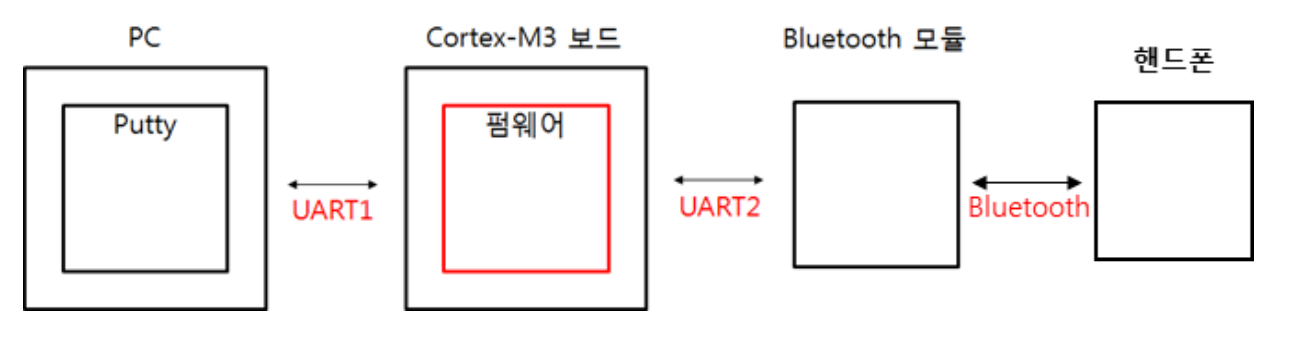 PC
Cortex-M3 보드
Bluetooth 모듈
핸드폰
Putty
펌웨어
UART1
UART2
Bluetooth